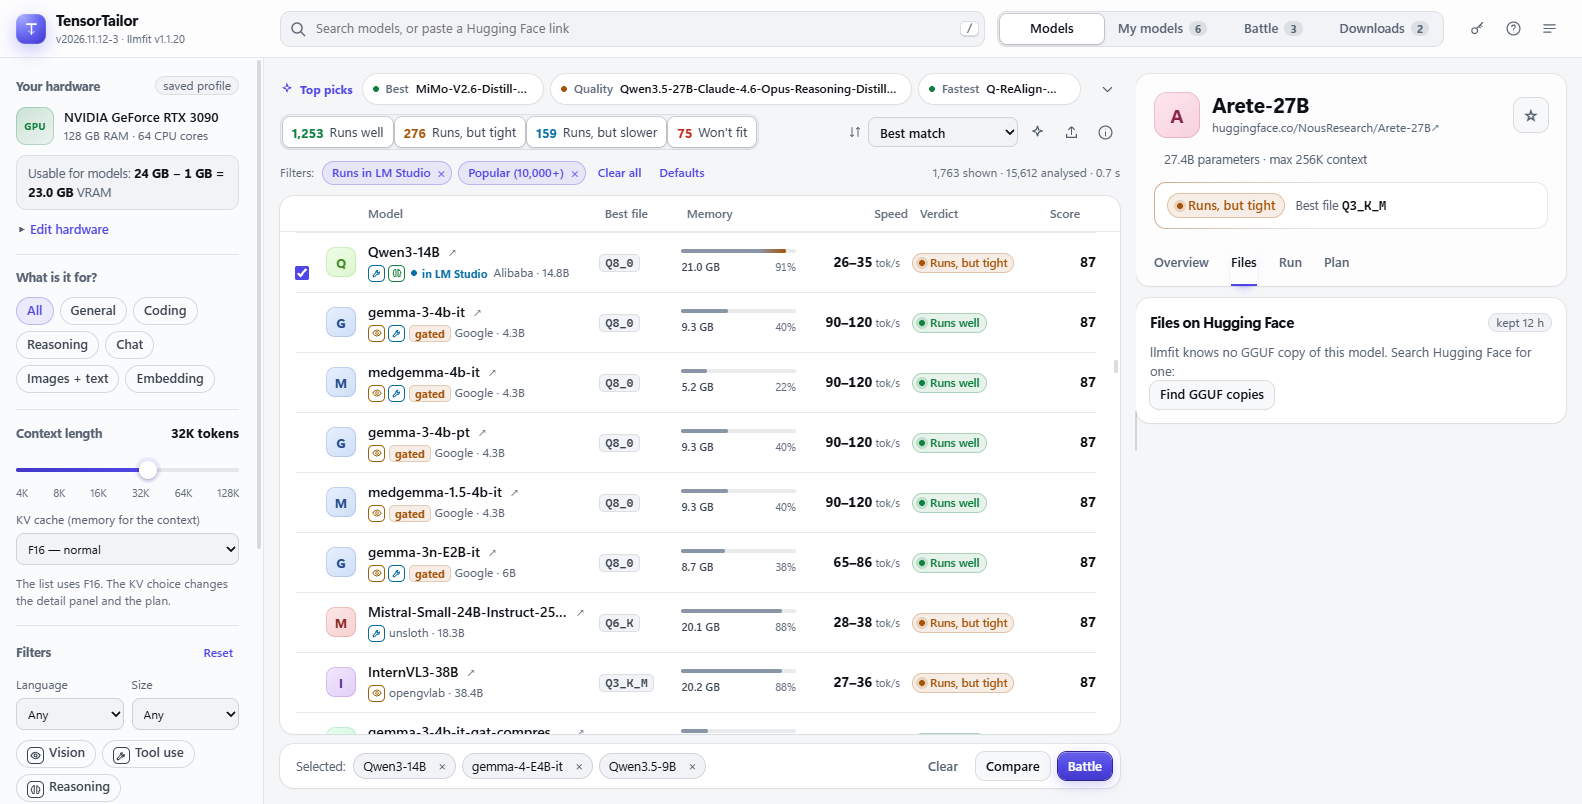 TensorTailor
v2026.11.12-3 · llmfit v1.1.20
Search models, or paste a Hugging Face link
/
Models
My models 6
Battle 3
Downloads 2
Your hardware
saved profile
GPU
NVIDIA GeForce RTX 3090
128 GB RAM · 64 CPU cores
Usable for models: 24 GB − 1 GB =
23.0 GB VRAM
▸ Edit hardware
What is it for?
All
General
Coding
Reasoning
Chat
Images + text
Embedding
Context length
32K tokens
4K 8K 16K 32K 64K 128K
KV cache (memory for the context)
F16 — normal
The list uses F16. The KV choice changes
the detail panel and the plan.
Filters
Reset
Language
Size
Any
Any
Vision
Tool use
Reasoning
Top picks
Best MiMo-V2.6-Distill-...
Quality Qwen3.5-27B-Claude-4.6-Opus-Reasoning-Distill...
Fastest Q-ReAlign-...
1,253 Runs well
276 Runs, but tight
159 Runs, but slower
75 Won't fit
Best match
Filters:
Runs in LM Studio ×
Popular (10,000+) ×
Clear all
Defaults
1,763 shown · 15,612 analysed · 0.7 s
Model Best file Memory Speed Verdict Score
Q
Qwen3-14B ↗
in LM Studio Alibaba · 14.8B
Q8_0
21.0 GB 91%
26–35 tok/s
Runs, but tight
87
G
gemma-3-4b-it ↗
gated Google · 4.3B
Q8_0
9.3 GB 40%
90–120 tok/s
Runs well
87
M
medgemma-4b-it ↗
gated Google · 4.3B
Q8_0
5.2 GB 22%
90–120 tok/s
Runs well
87
G
gemma-3-4b-pt ↗
gated Google · 4.3B
Q8_0
9.3 GB 40%
90–120 tok/s
Runs well
87
M
medgemma-1.5-4b-it ↗
gated Google · 4.3B
Q8_0
9.3 GB 40%
90–120 tok/s
Runs well
87
G
gemma-3n-E2B-it ↗
gated Google · 6B
Q8_0
8.7 GB 38%
65–86 tok/s
Runs well
87
M
Mistral-Small-24B-Instruct-25... ↗
unsloth · 18.3B
Q6_K
20.1 GB 88%
28–38 tok/s
Runs, but tight
87
I
InternVL3-38B ↗
opengvlab · 38.4B
Q3_K_M
20.2 GB 88%
27–36 tok/s
Runs, but tight
87
gemma-3-4b-it-qat-compres... ↗
Selected:
Qwen3-14B ×
gemma-4-E4B-it ×
Qwen3.5-9B ×
Clear
Compare
Battle
A
Arete-27B
huggingface.co/NousResearch/Arete-27B↗
27.4B parameters · max 256K context
Runs, but tight
Best file Q3_K_M
Overview
Files
Run
Plan
Files on Hugging Face
kept 12 h
llmfit knows no GGUF copy of this model. Search Hugging Face for
one:
Find GGUF copies